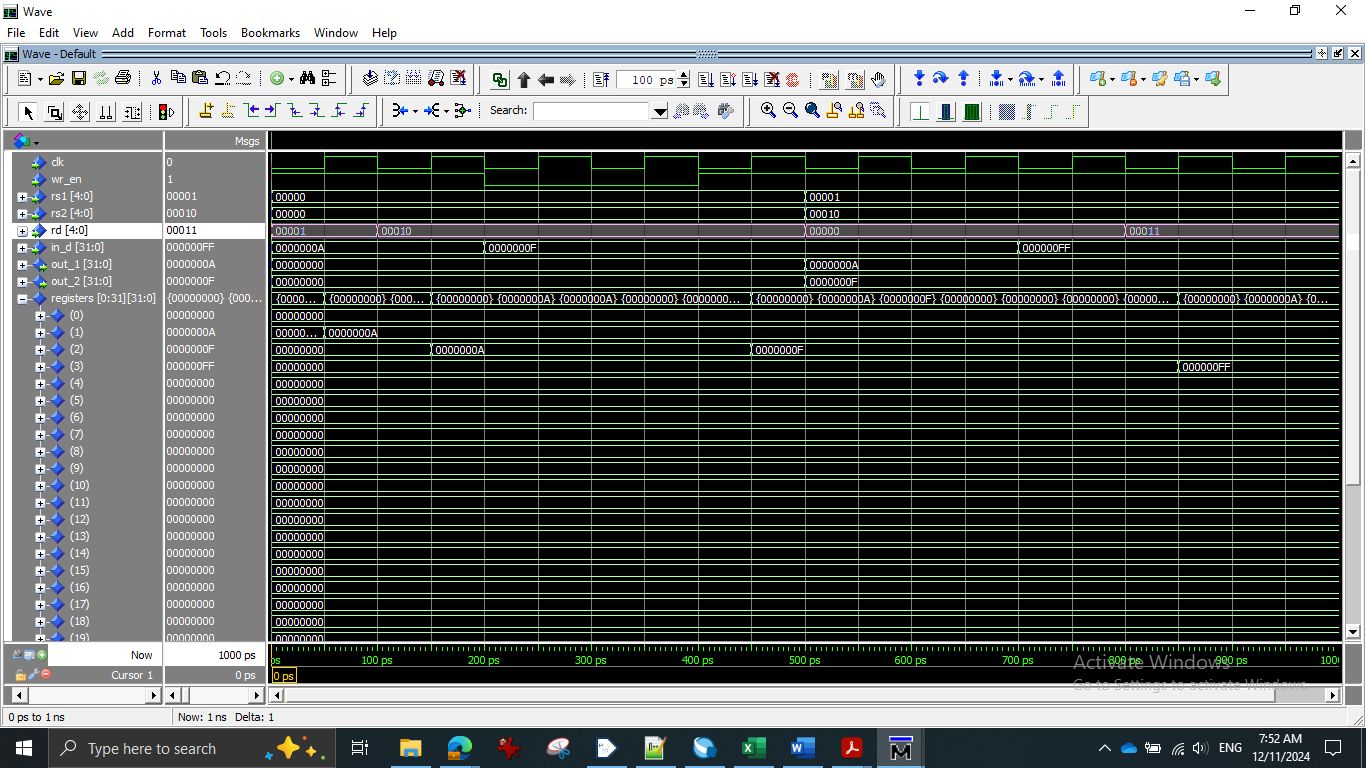 Wave
File Edit View Add Format Tools Bookmarks Window Help
Wave - Default
100 ps
Search:
Msgs
clk 0
wr_en 1
rs1 [4:0] 00001 00000 00001
rs2 [4:0] 00010 00000 00010
rd [4:0] 00011 00001 00010 00000 00011
in_d [31:0] 000000FF 0000000A 0000000F 000000FF
out_1 [31:0] 0000000A 00000000 0000000A
out_2 [31:0] 0000000F 00000000 0000000F
registers [0:31][31:0] {00000000} {000... {0000... {00000000} {000... {00000000} {0000000A} {0000000A} {00000000} {0000000... {00000000} {0000000A} {0000000F} {00000000} {00000000} {00000000} {00000... {00000000} {0000000A} {0...
(0) 00000000 00000000
(1) 0000000A 00000... 0000000A
(2) 0000000F 00000000 0000000A 0000000F
(3) 000000FF 00000000 000000FF
(4) 00000000 00000000
(5) 00000000 00000000
(6) 00000000 00000000
(7) 00000000 00000000
(8) 00000000 00000000
(9) 00000000 00000000
(10) 00000000 00000000
(11) 00000000 00000000
(12) 00000000 00000000
(13) 00000000 00000000
(14) 00000000 00000000
(15) 00000000 00000000
(16) 00000000 00000000
(17) 00000000 00000000
(18) 00000000 00000000
(19) 00000000 00000000
Now 1000 ps ps 100 ps 200 ps 300 ps 400 ps 500 ps 600 ps 700 ps 800 ps 900 ps 1000
Activate Windows
Cursor 1 0 ps 0 ps
Go to Settings to activate Windows.
0 ps to 1 ns Now: 1 ns Delta: 1
Type here to search
ENG
7:52 AM
12/11/2024